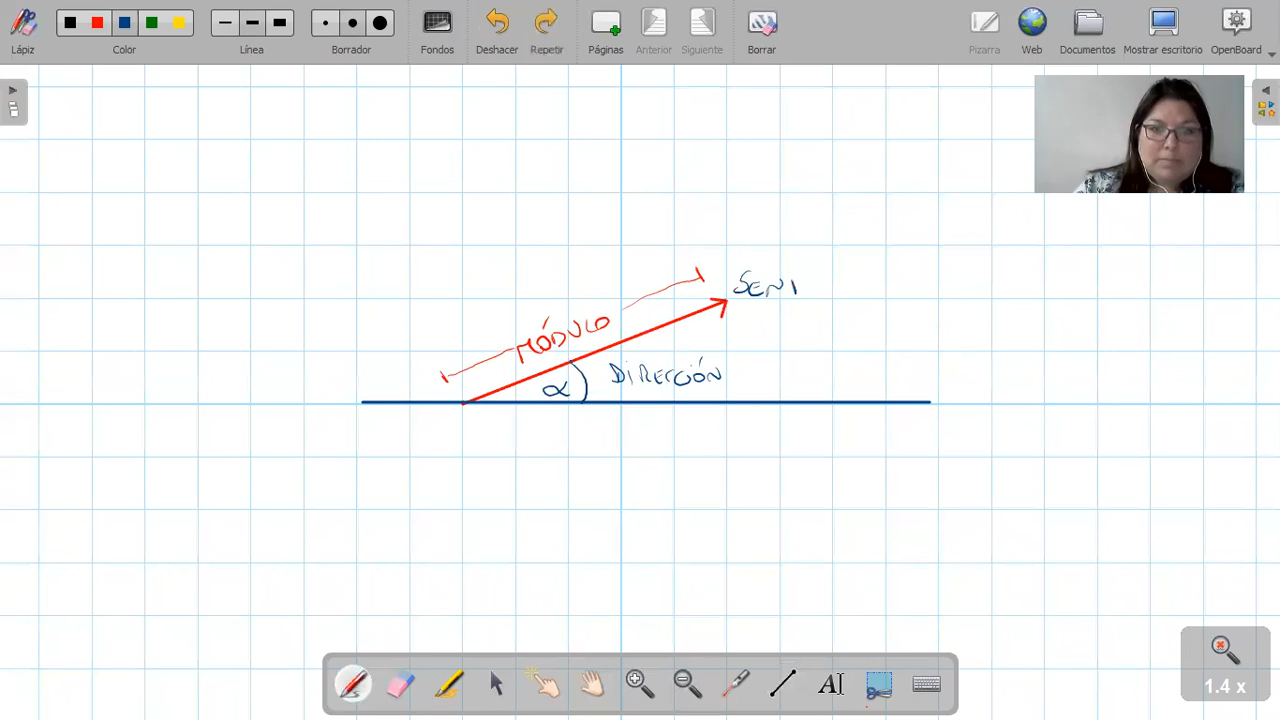 Lápiz
Color
Línea
Borrador
Fondos
Deshacer
Repetir
Páginas
Anterior
Siguiente
Borrar
Pizarra
Web
Documentos
Mostrar escritorio
OpenBoard
SENT
MÓDULO
α
DIRECCIÓN
A
1.4 x